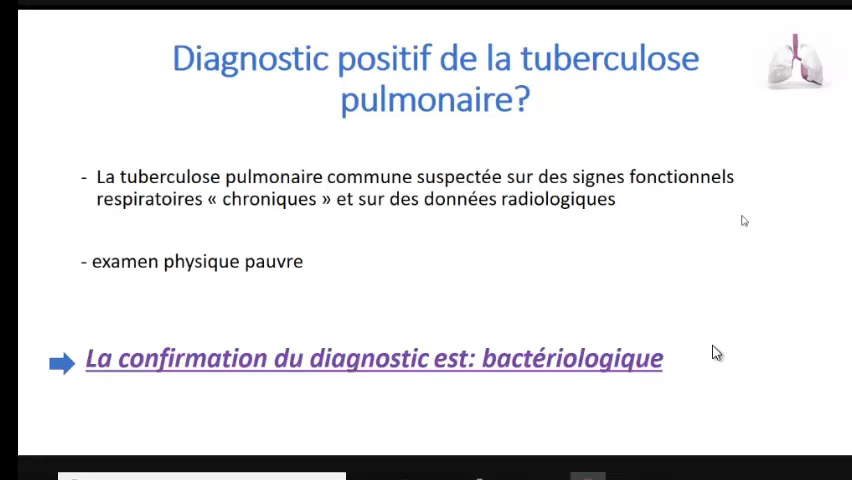 Diagnostic positif de la tuberculose
pulmonaire?
- La tuberculose pulmonaire commune suspectée sur des signes fonctionnels
respiratoires « chroniques » et sur des données radiologiques
- examen physique pauvre
La confirmation du diagnostic est: bactériologique